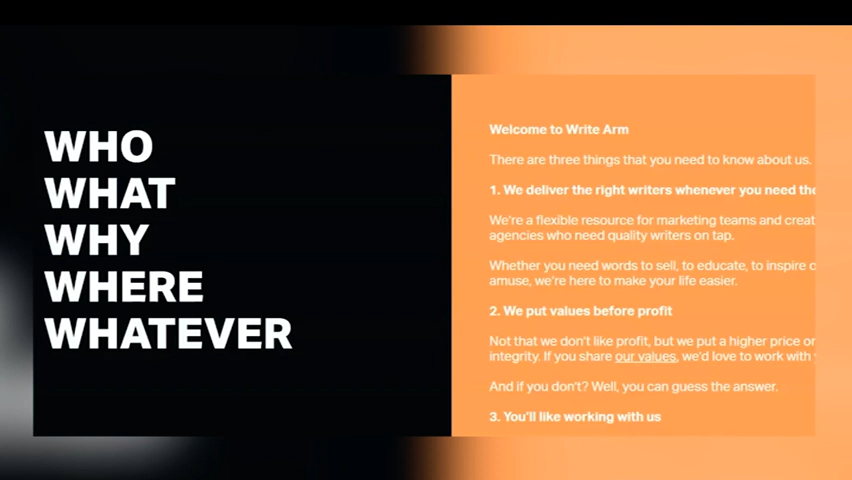 WHO
WHAT
WHY
WHERE
WHATEVER
Welcome to Write Arm
There are three things that you need to know about us.
1. We deliver the right writers whenever you need
We're a flexible resource for marketing teams and
agencies who need quality writers on tap.
Whether you need words to sell, to educate, to inspire
amuse, we're here to make your life easier.
2. We put values before profit
Not that we don't like profit, but we put a higher price
integrity. If you share our values, we'd love to work with
And if you don't? Well, you can guess the answer.
3. You'll like working with us